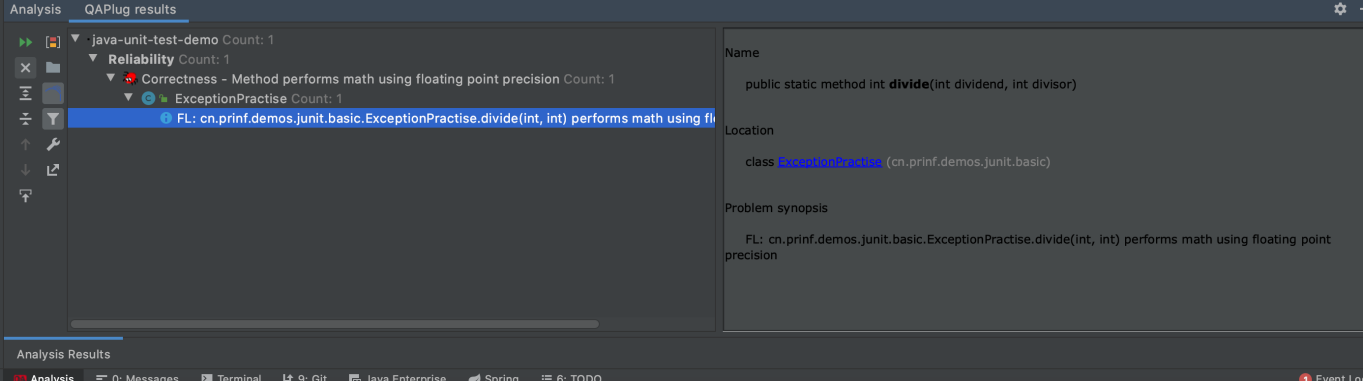 Analysis QAPlug results
java-unit-test-demo Count: 1
Reliability Count: 1
Correctness - Method performs math using floating point precision Count: 1
ExceptionPractise Count: 1
FL: cn.prinf.demos.junit.basic.ExceptionPractise.divide(int, int) performs math using fl
Name
public static method int divide(int dividend, int divisor)
Location
class ExceptionPractise (cn.prinf.demos.junit.basic)
Problem synopsis
FL: cn.prinf.demos.junit.basic.ExceptionPractise.divide(int, int) performs math using floating point
precision
Analysis Results
Analysis 0: Messages Terminal 9: Git Java Enterprise Spring 6: TODO 1 Event Lo